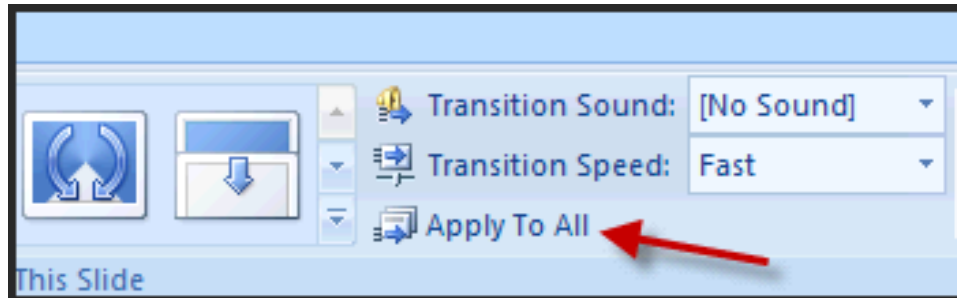 Transition Sound: [No Sound]
Transition Speed: Fast
Apply To All
This Slide